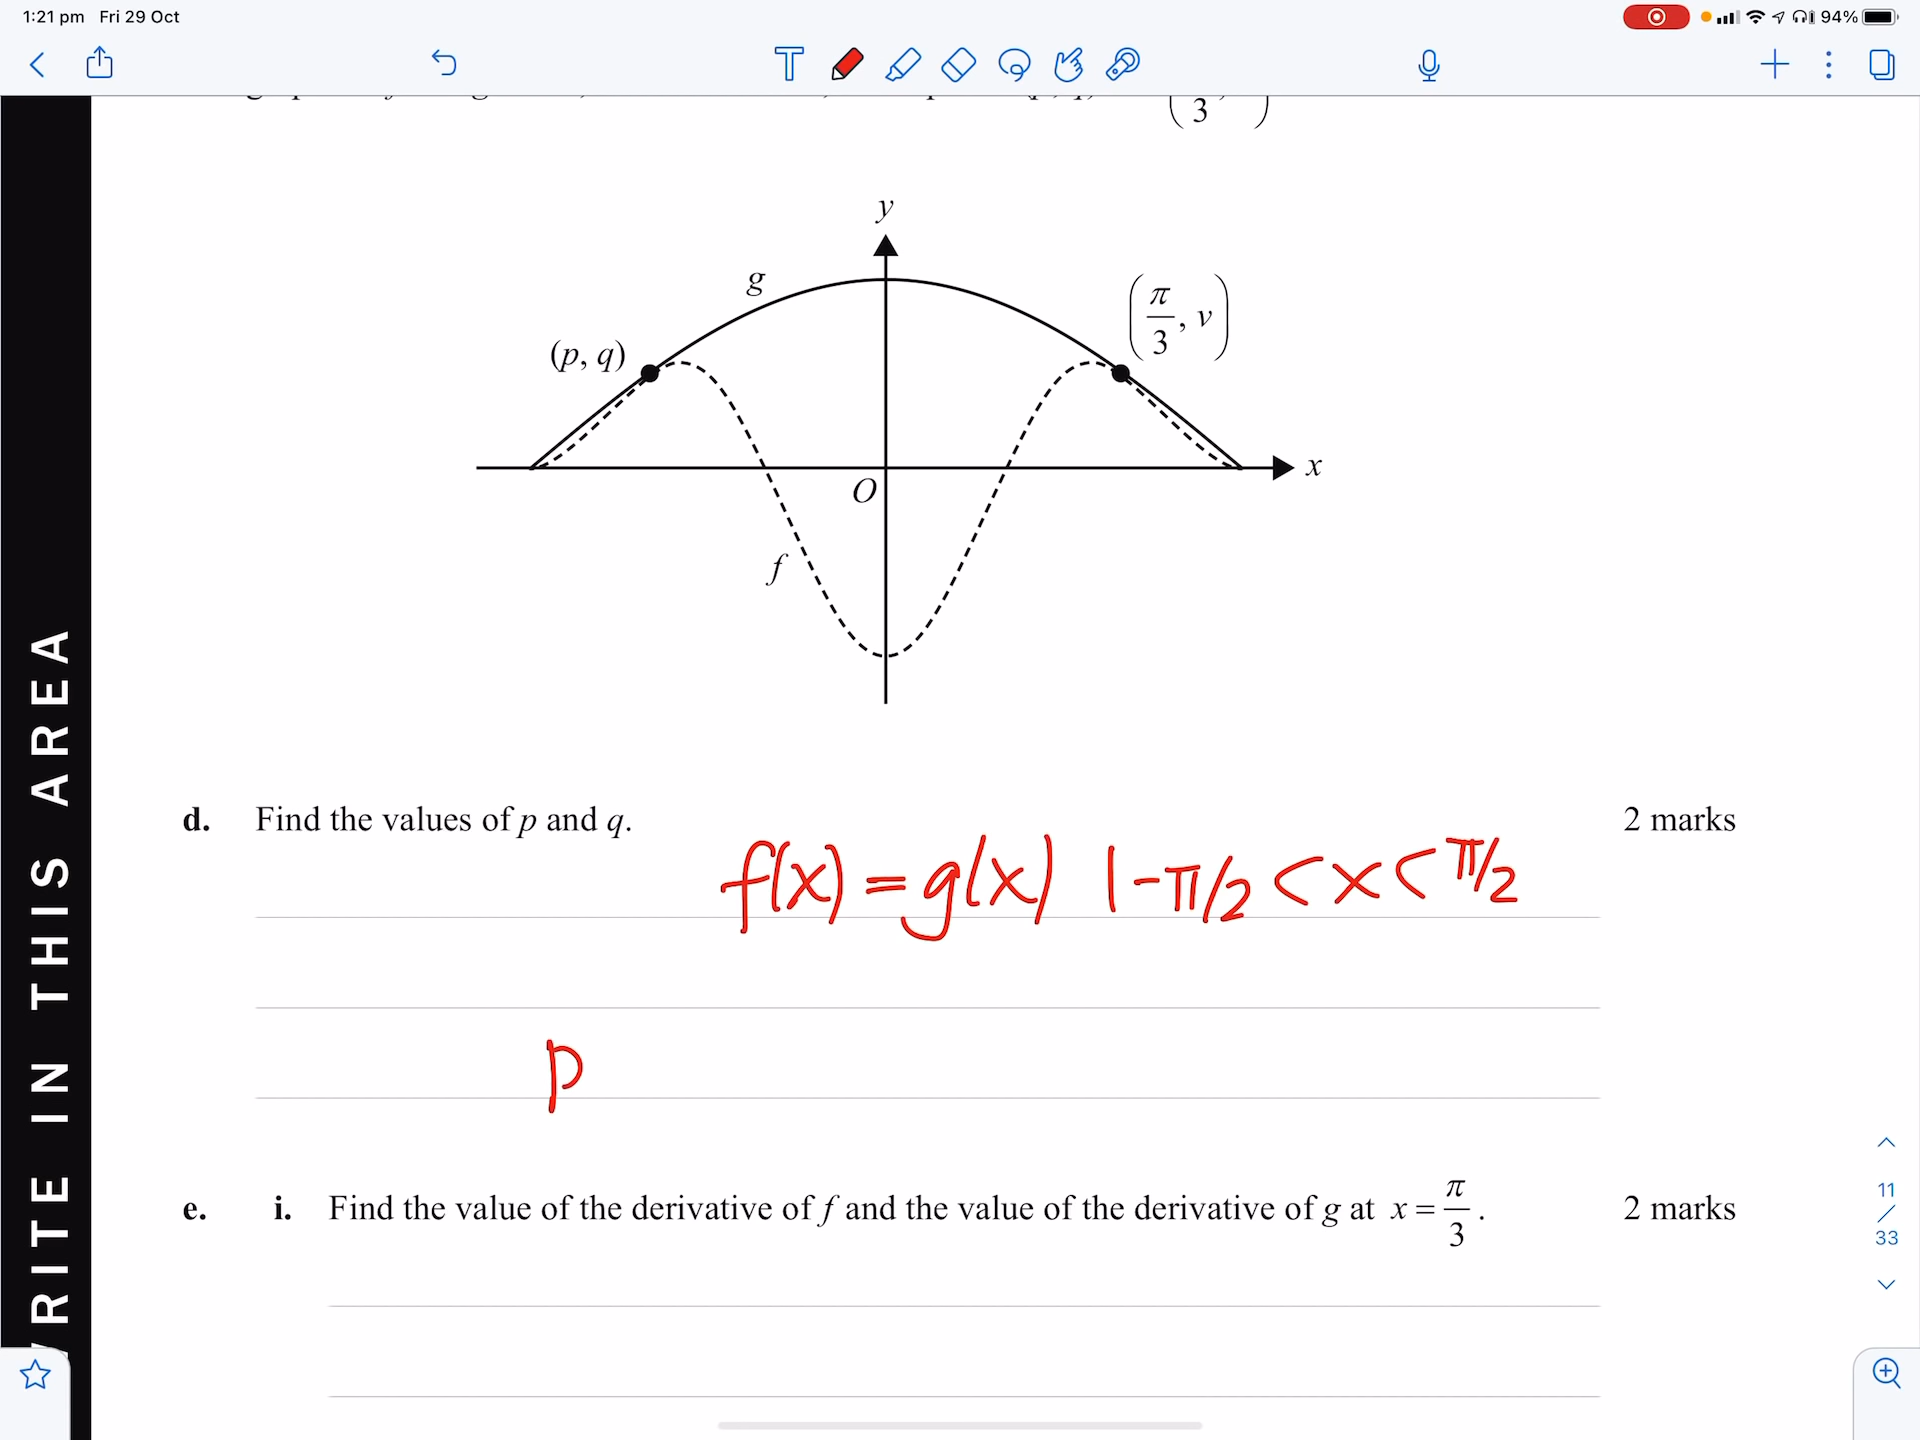 1:21 pm Fri 29 Oct
94%
T
3
y
g
(π/3, v)
(p, q)
x
O
f
d. Find the values of p and q. 2 marks
f(x) = g(x) | -π/2 < x < π/2
p
e. i. Find the value of the derivative of f and the value of the derivative of g at x = π/3. 2 marks
11
/
33
WRITE IN THIS AREA